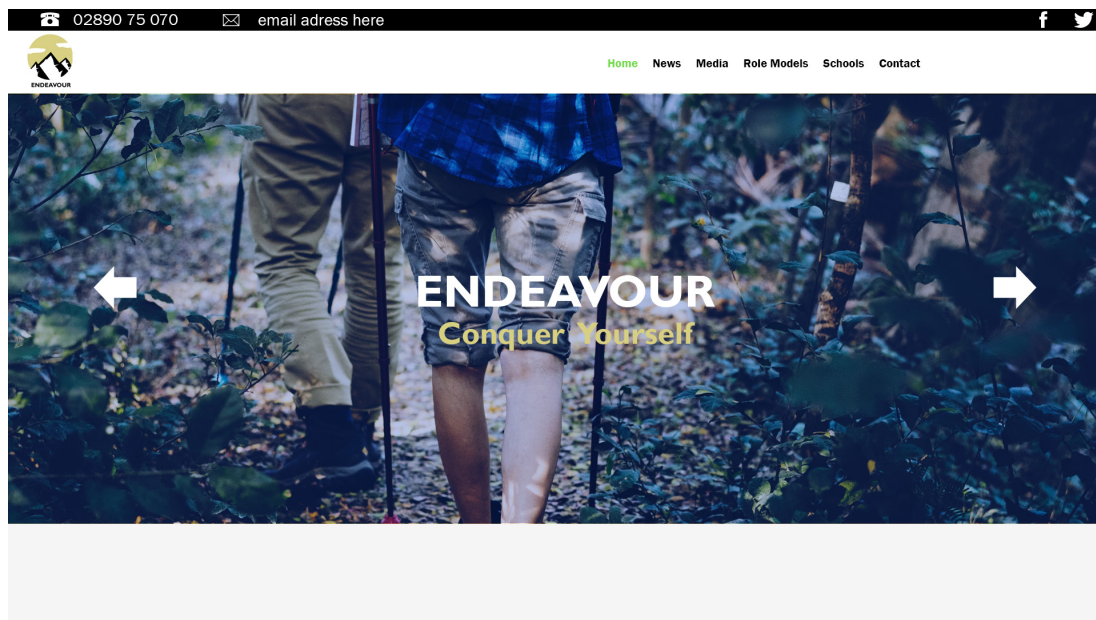 02890 75 070 email adress here
ENDEAVOUR
Home News Media Role Models Schools Contact
ENDEAVOUR
Conquer Yourself